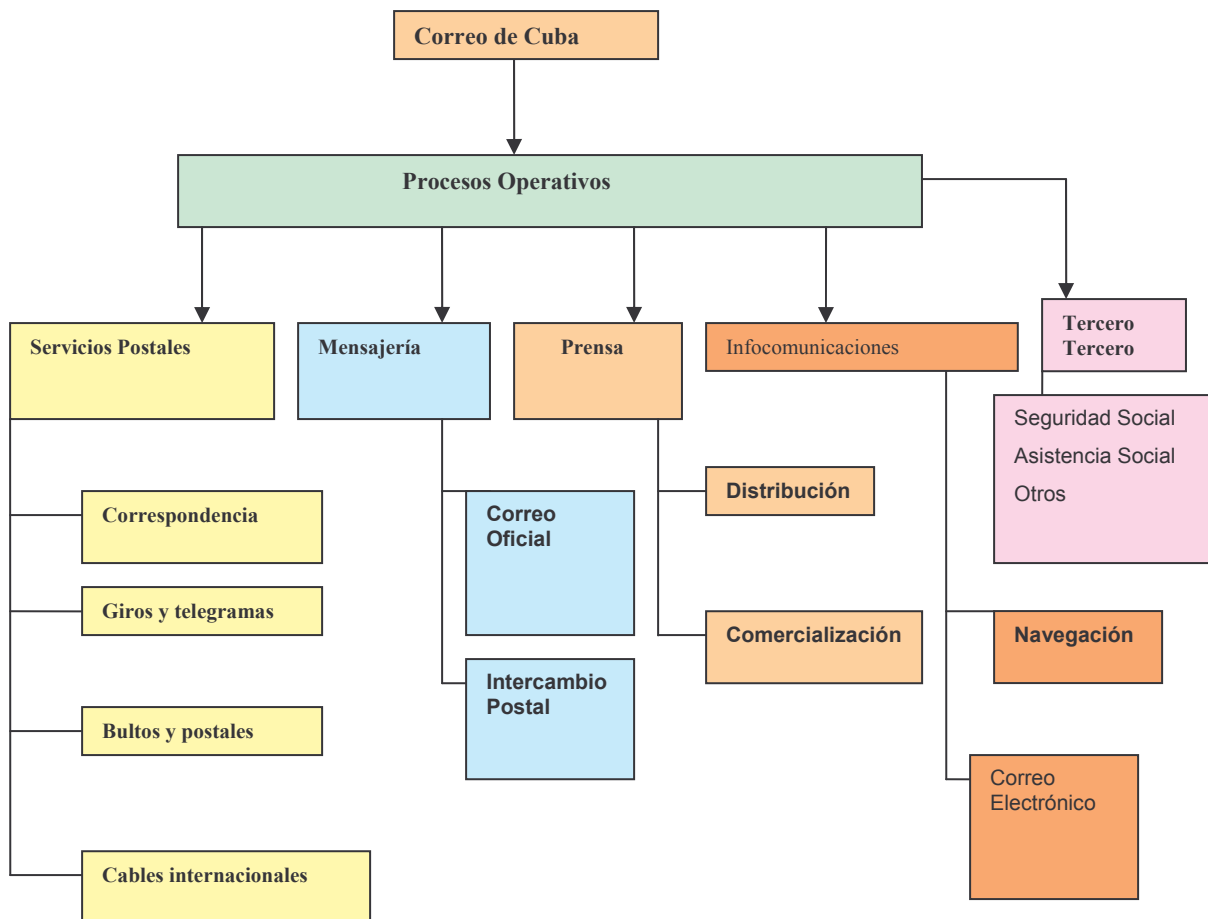 Correo de Cuba
Procesos Operativos
Servicios Postales
Mensajería
Prensa
Infocomunicaciones
Tercero
Tercero
Seguridad Social
Asistencia Social
Otros
Correspondencia
Giros y telegramas
Bultos y postales
Cables internacionales
Correo
Oficial
Intercambio
Postal
Distribución
Comercialización
Navegación
Correo
Electrónico